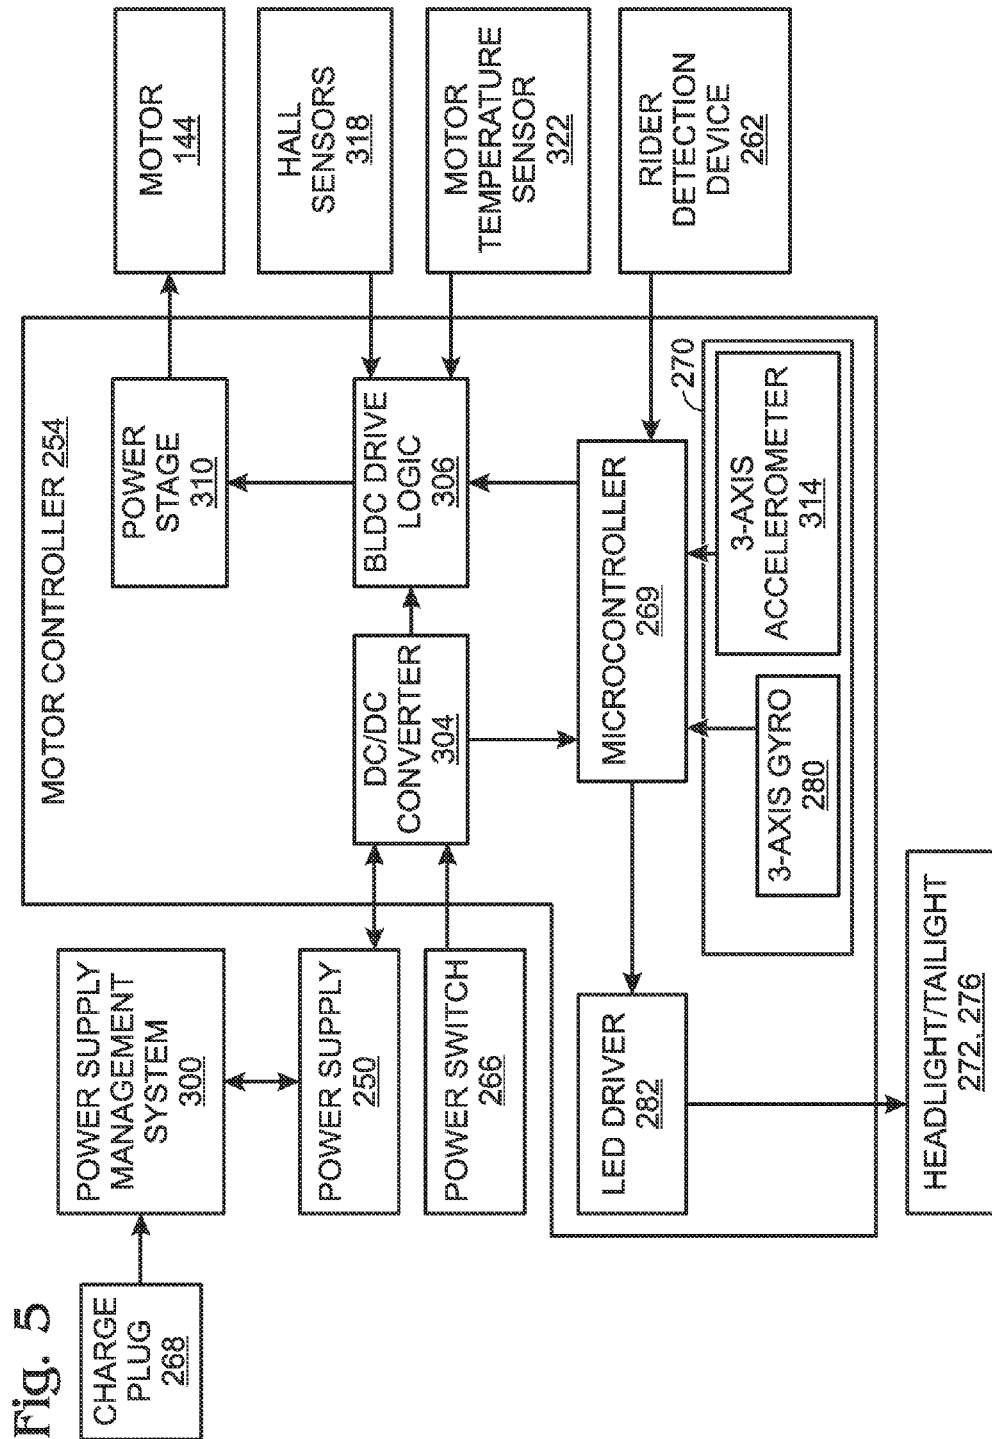 Fig. 5
CHARGE
PLUG
268
POWER SUPPLY
MANAGEMENT
SYSTEM
300
POWER SUPPLY
250
POWER SWITCH
266
MOTOR CONTROLLER 254
DC/DC
CONVERTER
304
POWER
STAGE
310
BLDC DRIVE
LOGIC
306
LED DRIVER
282
MICROCONTROLLER
269
270
3-AXIS GYRO
280
3-AXIS
ACCELEROMETER
314
HEADLIGHT/TAILIGHT
272, 276
MOTOR
144
HALL
SENSORS
318
MOTOR
TEMPERATURE
SENSOR
322
RIDER
DETECTION
DEVICE
262